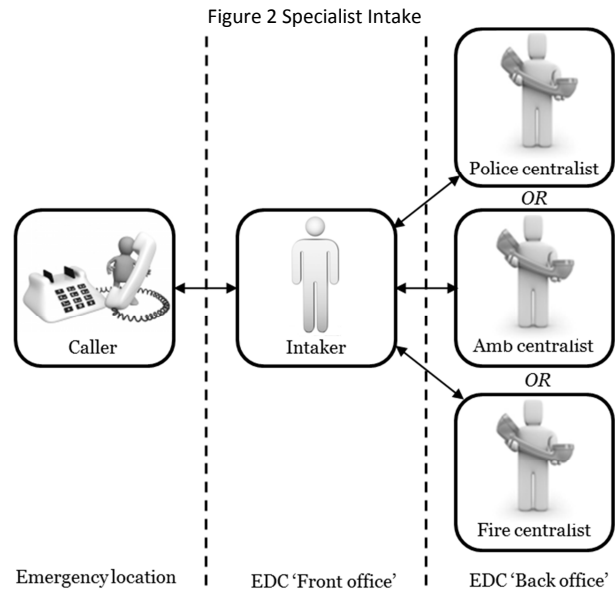 Figure 2 Specialist Intake
Police centralist
OR
Caller
Intaker
Amb centralist
OR
Fire centralist
Emergency location
EDC ‘Front office’
EDC ‘Back office’